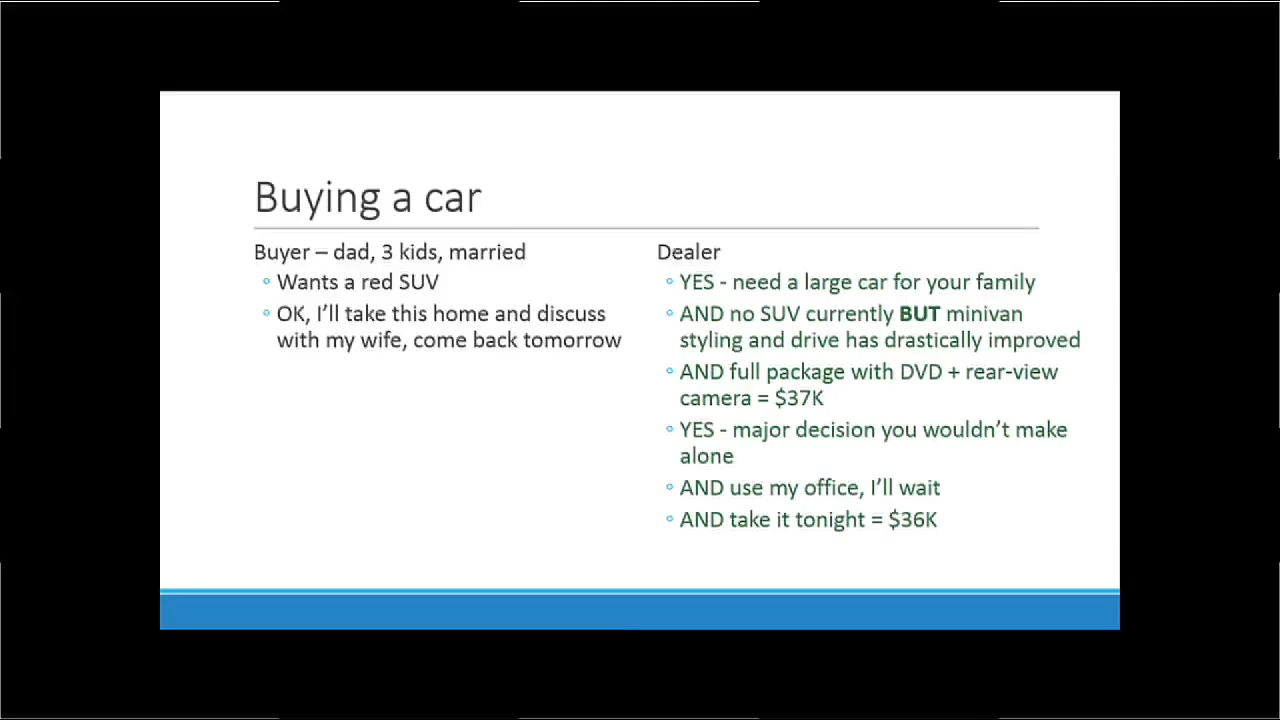 Buying a car
Buyer – dad, 3 kids, married
◦ Wants a red SUV
◦ OK, I’ll take this home and discuss
with my wife, come back tomorrow
Dealer
◦ YES - need a large car for your family
◦ AND no SUV currently BUT minivan
styling and drive has drastically improved
◦ AND full package with DVD + rear-view
camera = $37K
◦ YES - major decision you wouldn’t make
alone
◦ AND use my office, I’ll wait
◦ AND take it tonight = $36K